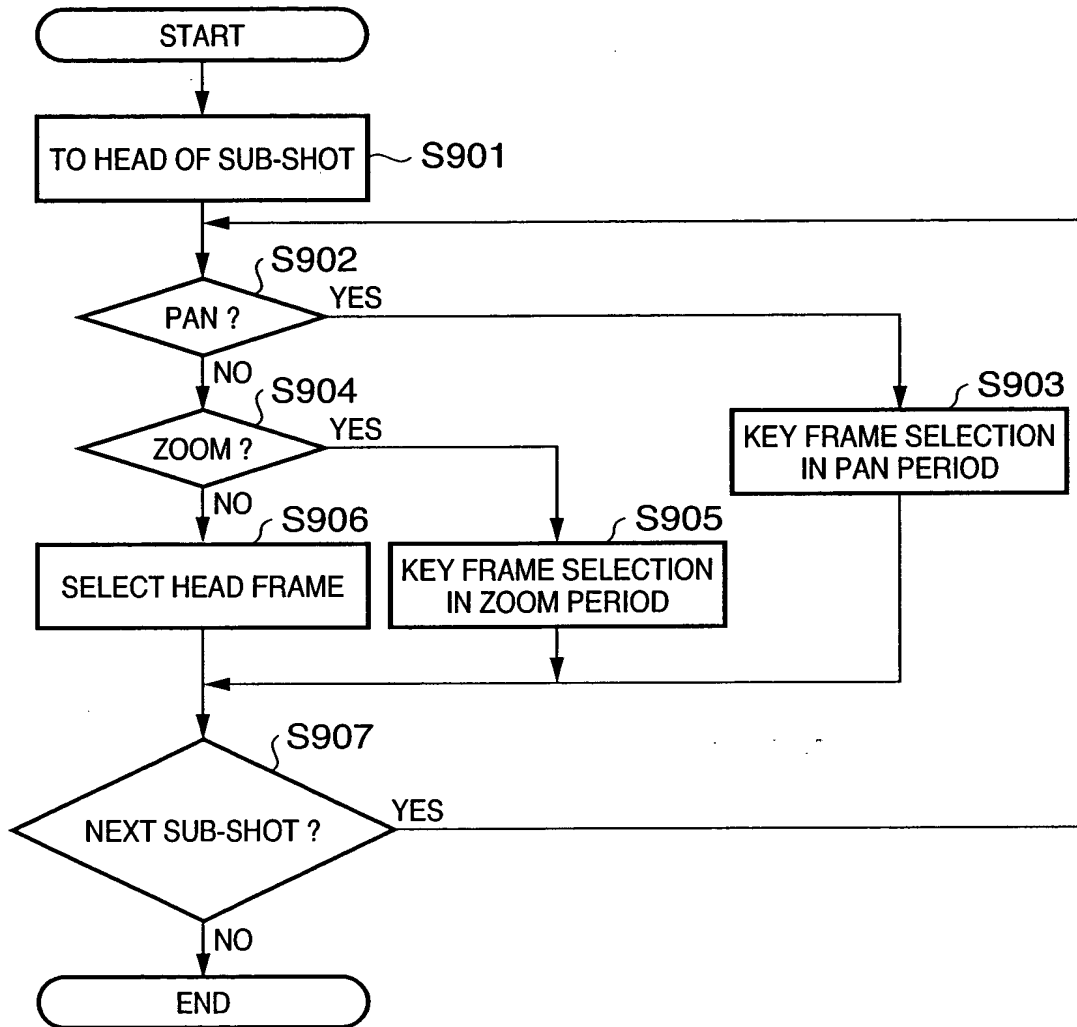 START
TO HEAD OF SUB-SHOT
S901
S902
PAN ?
YES
NO
S903
KEY FRAME SELECTION
IN PAN PERIOD
S904
ZOOM ?
YES
NO
S905
KEY FRAME SELECTION
IN ZOOM PERIOD
S906
SELECT HEAD FRAME
S907
NEXT SUB-SHOT ?
YES
NO
END